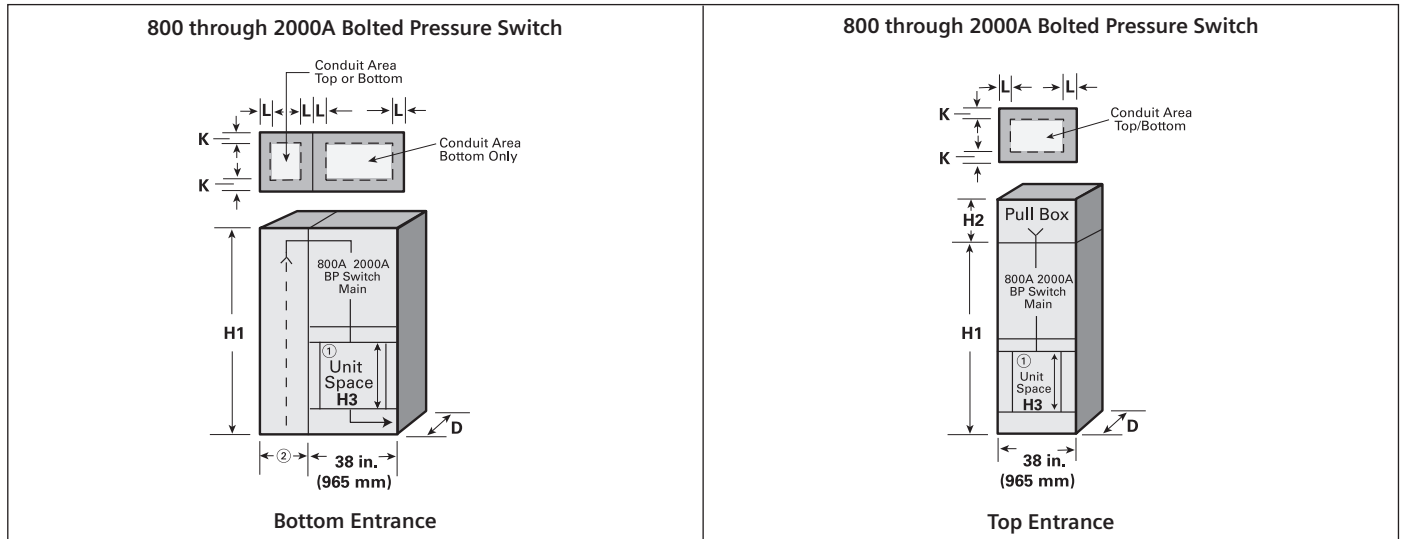 800 through 2000A Bolted Pressure Switch
Conduit Area
Top or Bottom
L
L
L
L
K
K
Conduit Area
Bottom Only
800A 2000A
BP Switch
Main
H1
①
Unit
Space
H3
D
②
38 in.
(965 mm)
Bottom Entrance
800 through 2000A Bolted Pressure Switch
L
L
K
K
Conduit Area
Top/Bottom
H2
Pull Box
800A 2000A
BP Switch
Main
H1
①
Unit
Space
H3
D
38 in.
(965 mm)
Top Entrance